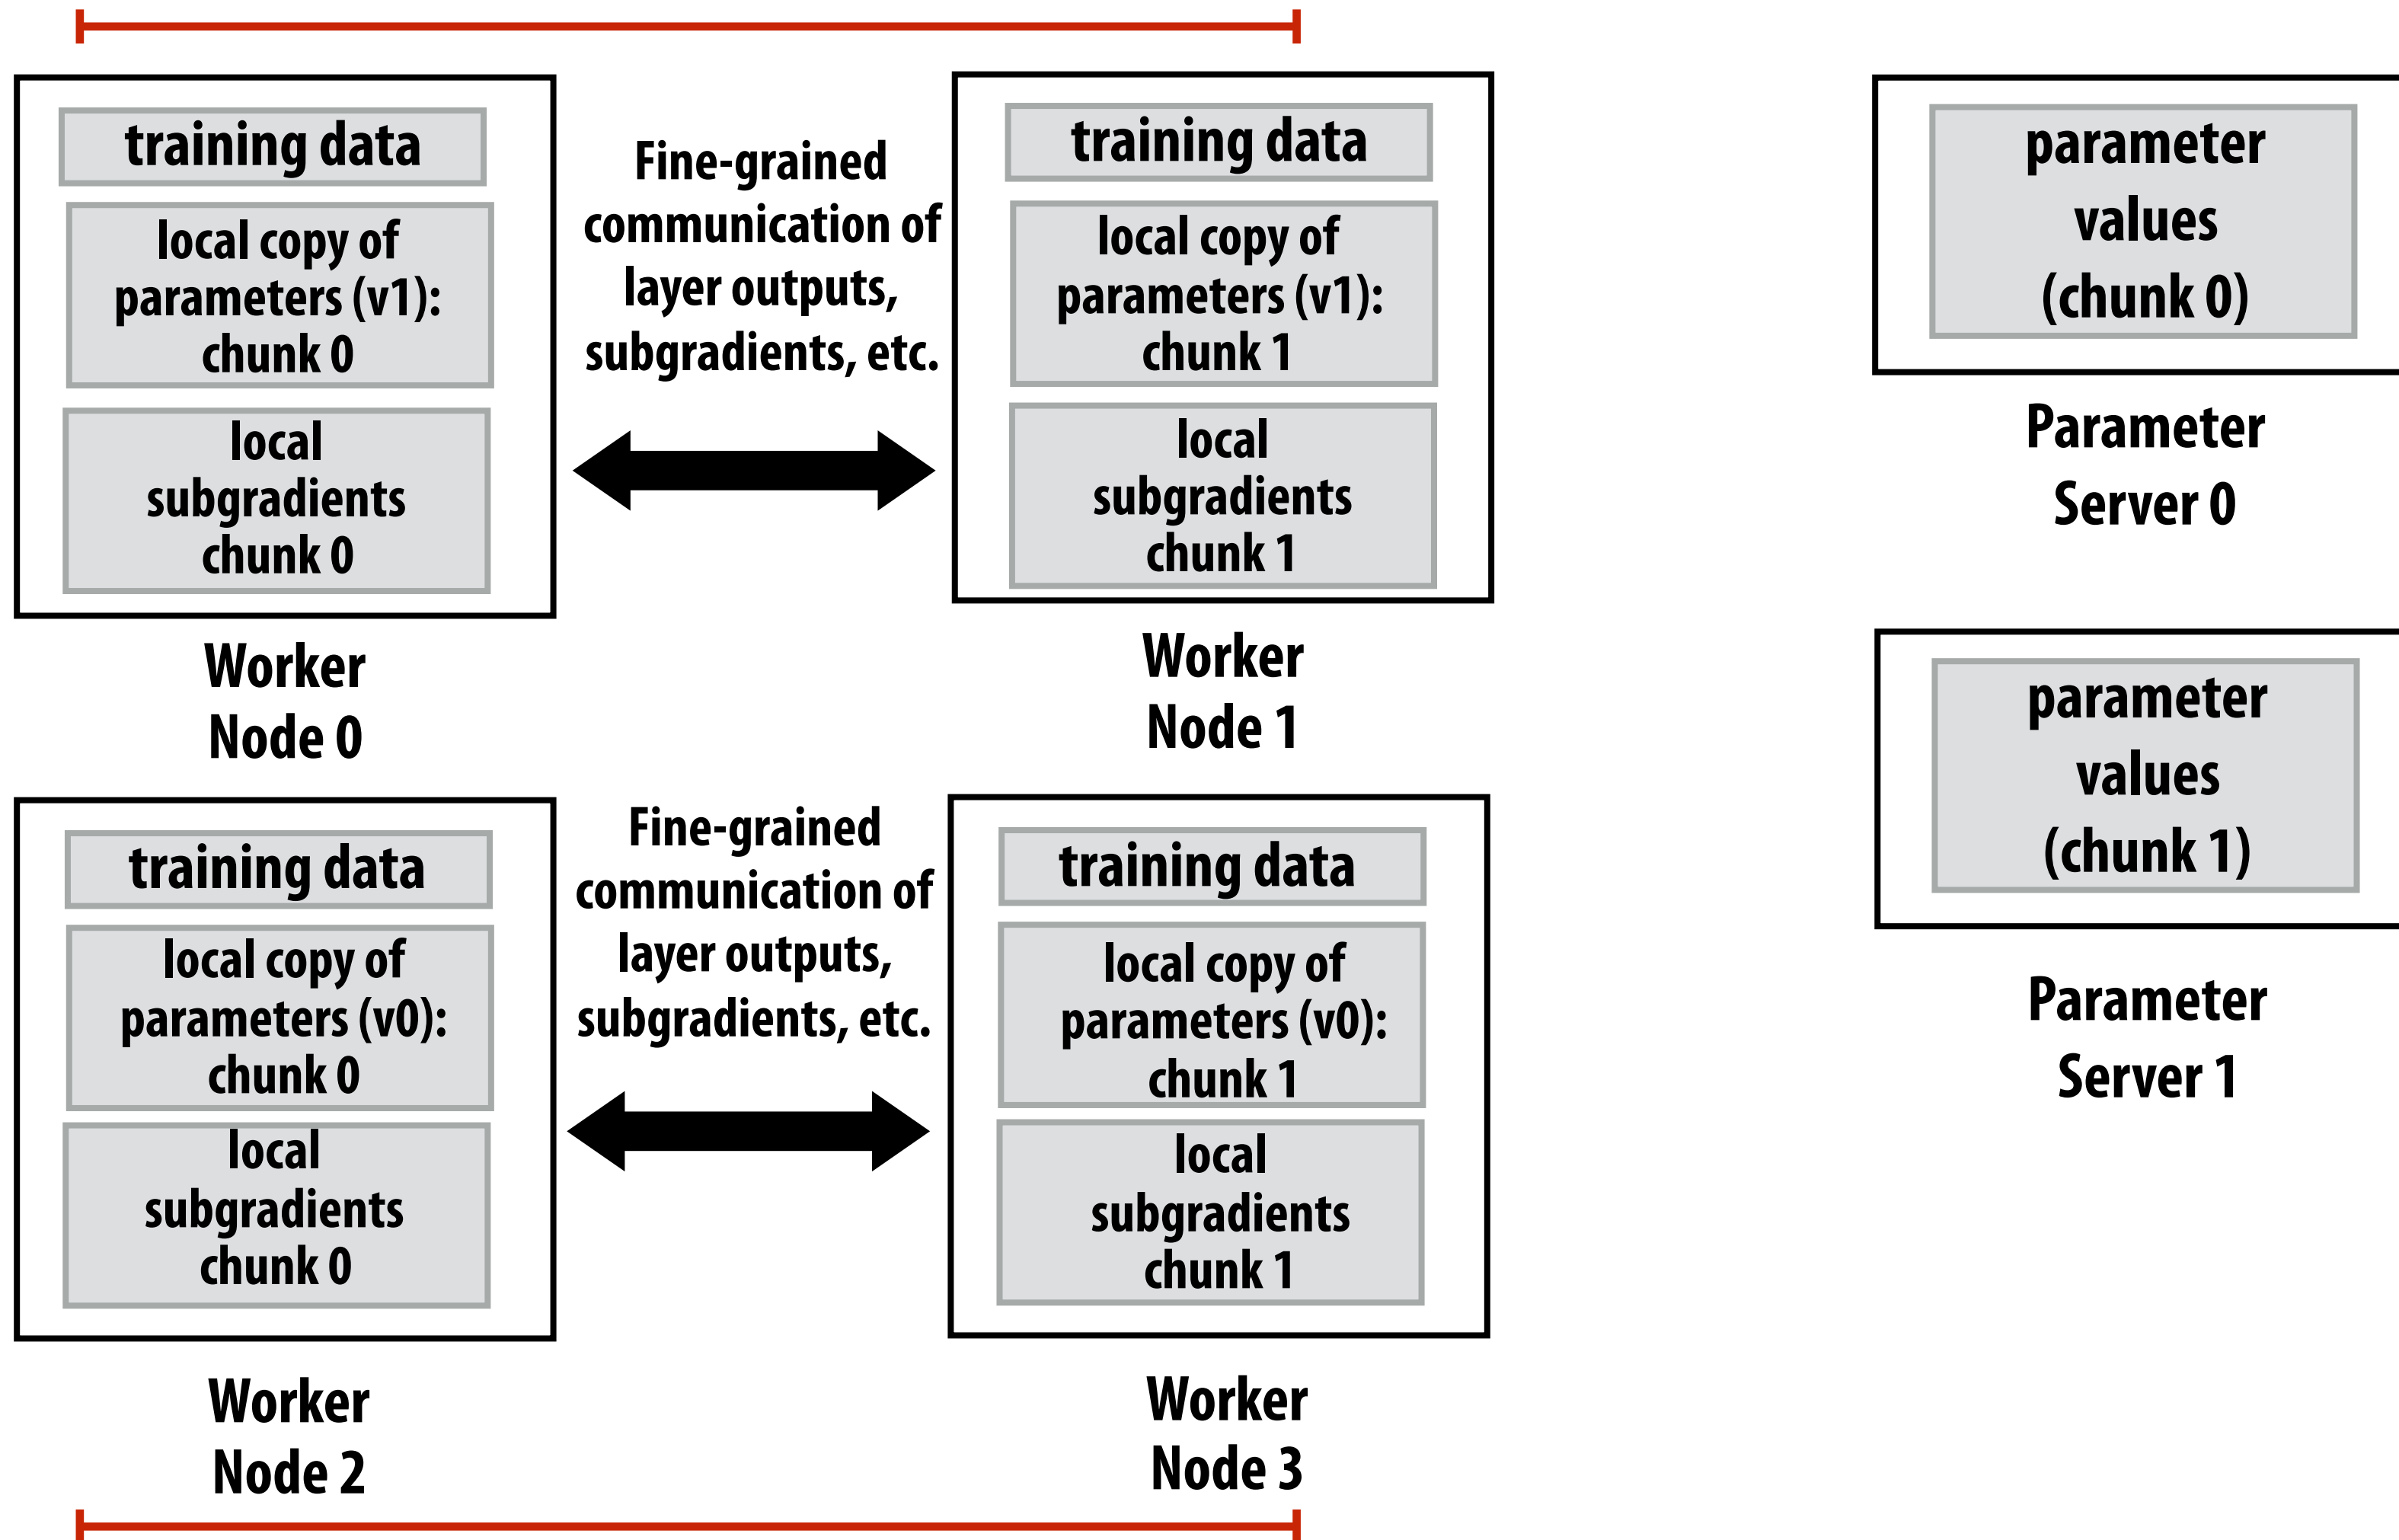 training data
local copy of
parameters (v1):
chunk 0
local
subgradients
chunk 0
Worker
Node 0
Fine-grained
communication of
layer outputs,
subgradients, etc.
training data
local copy of
parameters (v1):
chunk 1
local
subgradients
chunk 1
Worker
Node 1
parameter
values
(chunk 0)
Parameter
Server 0
training data
local copy of
parameters (v0):
chunk 0
local
subgradients
chunk 0
Worker
Node 2
Fine-grained
communication of
layer outputs,
subgradients, etc.
training data
local copy of
parameters (v0):
chunk 1
local
subgradients
chunk 1
Worker
Node 3
parameter
values
(chunk 1)
Parameter
Server 1